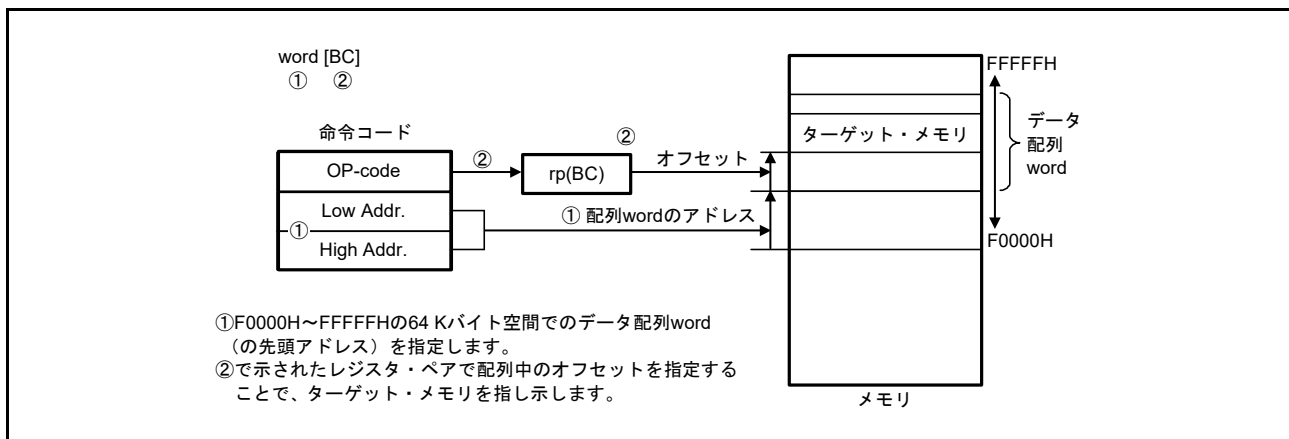 word [BC]
① ②
命令コード
OP-code
Low Addr.
①
High Addr.
②
rp(BC)
②
オフセット
① 配列wordのアドレス
ターゲット・メモリ
FFFFFH
データ
配列
word
F0000H
メモリ
①F0000H～FFFFFHの64 Kバイト空間でのデータ配列word
（の先頭アドレス）を指定します。
②で示されたレジスタ・ペアで配列中のオフセットを指定する
ことで、ターゲット・メモリを指し示します。